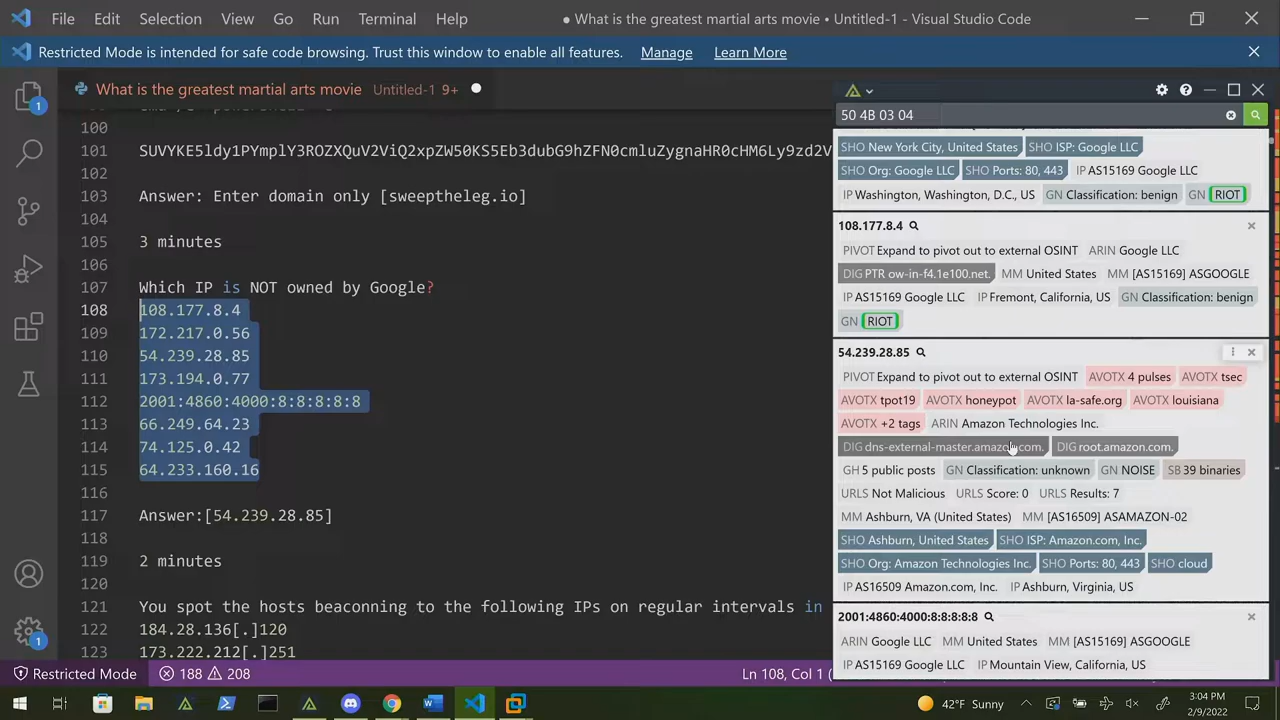 File Edit Selection View Go Run Terminal Help
● What is the greatest martial arts movie • Untitled-1 - Visual Studio Code
Restricted Mode is intended for safe code browsing. Trust this window to enable all features. Manage Learn More
What is the greatest martial arts movie Untitled-1 9+ ●
100
101 SUVYKE5ldy1PYmplY3ROZXQuV2ViQ2xpZW50KS5Eb3dubG9hZFN0cmluZygnaHR0cHM6Ly9zd2V
102
103 Answer: Enter domain only [sweeptheleg.io]
104
105 3 minutes
106
107 Which IP is NOT owned by Google?
108 108.177.8.4
109 172.217.0.56
110 54.239.28.85
111 173.194.0.77
112 2001:4860:4000:8:8:8:8:8
113 66.249.64.23
114 74.125.0.42
115 64.233.160.16
116
117 Answer:[54.239.28.85]
118
119 2 minutes
120
121 You spot the hosts beaconning to the following IPs on regular intervals in
122 184.28.136[.]120
123 173.222.212[.]251
50 4B 03 04
SHO New York City, United States SHO ISP: Google LLC
SHO Org: Google LLC SHO Ports: 80, 443 IP AS15169 Google LLC
IP Washington, Washington, D.C., US GN Classification: benign GN RIOT
108.177.8.4
PIVOT Expand to pivot out to external OSINT ARIN Google LLC
DIG PTR ow-in-f4.1e100.net. MM United States MM [AS15169] ASGOOGLE
IP AS15169 Google LLC IP Fremont, California, US GN Classification: benign
GN RIOT
54.239.28.85
PIVOT Expand to pivot out to external OSINT AVOTX 4 pulses AVOTX tsec
AVOTX tpot19 AVOTX honeypot AVOTX la-safe.org AVOTX louisiana
AVOTX +2 tags ARIN Amazon Technologies Inc.
DIG dns-external-master.amazon.com. DIG root.amazon.com.
GH 5 public posts GN Classification: unknown GN NOISE SB 39 binaries
URLS Not Malicious URLS Score: 0 URLS Results: 7
MM Ashburn, VA (United States) MM [AS16509] ASAMAZON-02
SHO Ashburn, United States SHO ISP: Amazon.com, Inc.
SHO Org: Amazon Technologies Inc. SHO Ports: 80, 443 SHO cloud
IP AS16509 Amazon.com, Inc. IP Ashburn, Virginia, US
2001:4860:4000:8:8:8:8:8
ARIN Google LLC MM United States MM [AS15169] ASGOOGLE
IP AS15169 Google LLC IP Mountain View, California, US
1
1
Restricted Mode 188 208 Ln 108, Col 1
42°F Sunny 3:04 PM
2/9/2022